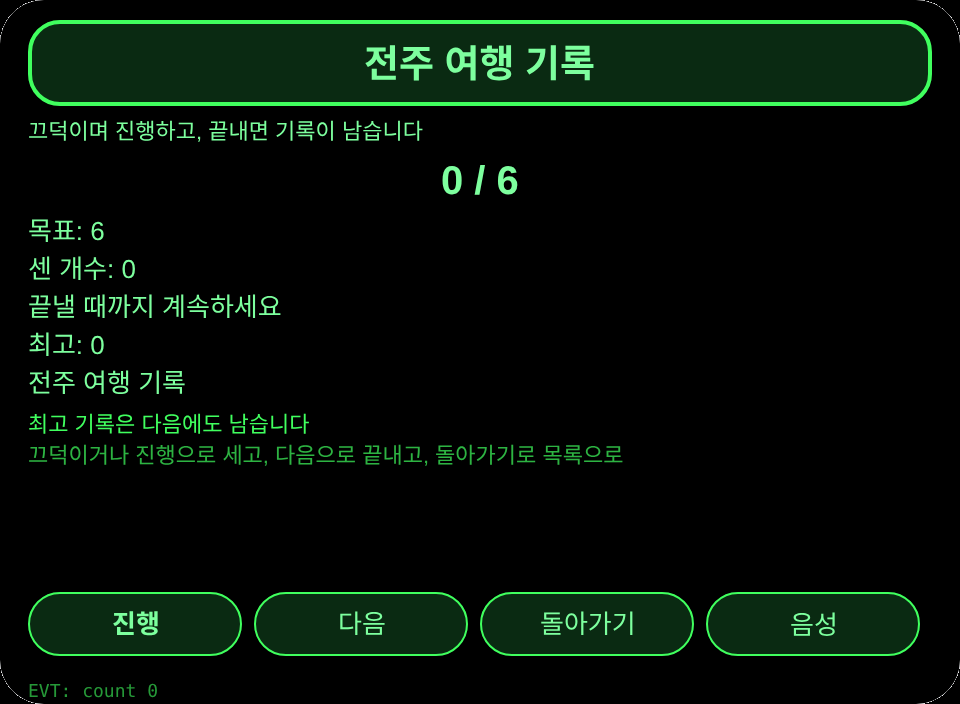 전주 여행 기록
끄덕이며 진행하고, 끝내면 기록이 남습니다
0 / 6
목표: 6
센 개수: 0
끝낼 때까지 계속하세요
최고: 0
전주 여행 기록
최고 기록은 다음에도 남습니다
끄덕이거나 진행으로 세고, 다음으로 끝내고, 돌아가기로 목록으로
진행 다음 돌아가기 음성
EVT: count 0